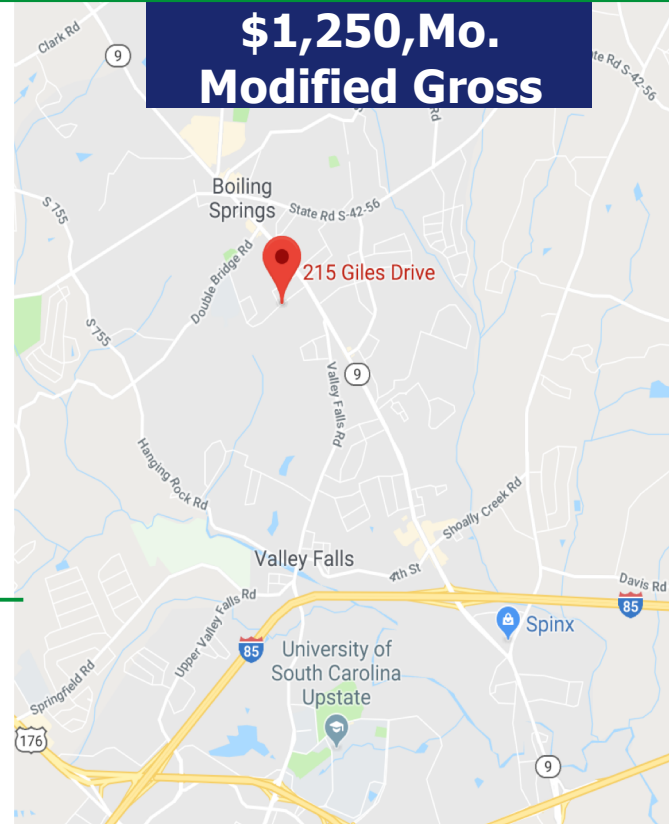 $1,250,Mo.
Modified Gross
Clark Rd
9
te Rd S-42-56
Rd
Boiling
Springs
State Rd S-42-56
S 755
Double Bridge Rd
215 Giles Drive
S 755
9
Valley Falls Rd
Hanging Rock Rd
Shoally Creek Rd
Valley Falls
4th St
Davis Rd
85
Upper Valley Falls Rd
Spinx
85
University of
South Carolina
Upstate
Springfield Rd
176
9